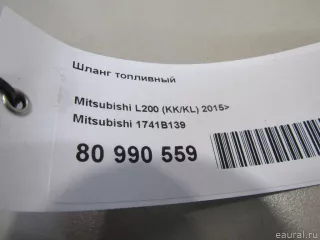 Шланг топливный
Mitsubishi L200 (KK/KL) 2015>
Mitsubishi 1741B139
80 990 559
eaural.ru